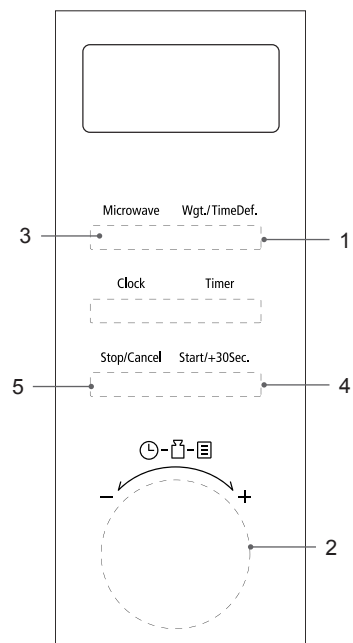 Microwave Wgt./TimeDef.
3
1
Clock Timer
Stop/Cancel Start/+30Sec.
5
4
− +
2